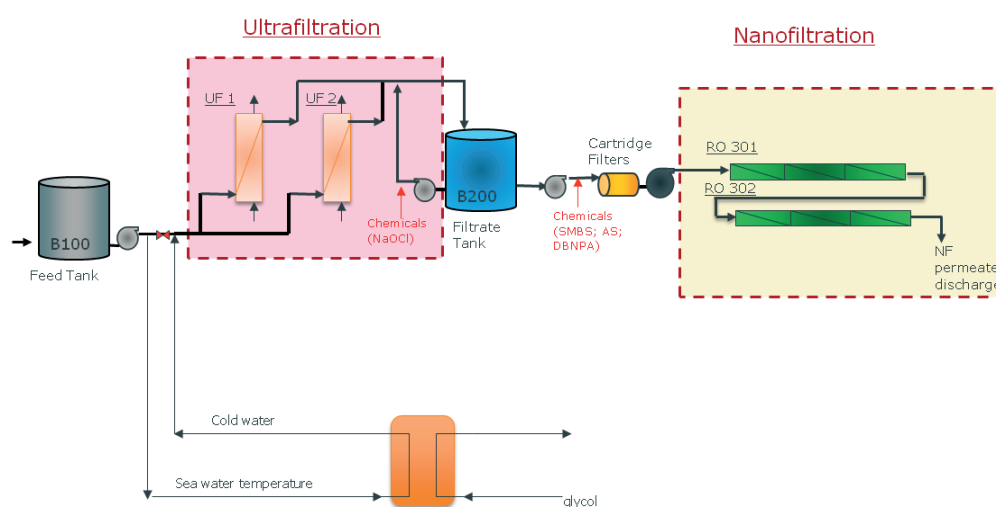 Ultrafiltration
Nanofiltration
UF 1
UF 2
Cartridge
Filters
RO 301
RO 302
B200
B100
Chemicals
(NaOCl)
Filtrate
Tank
Chemicals
(SMBS; AS;
DBNPA)
NF
permeate
discharge
Feed Tank
Cold water
Sea water temperature
glycol